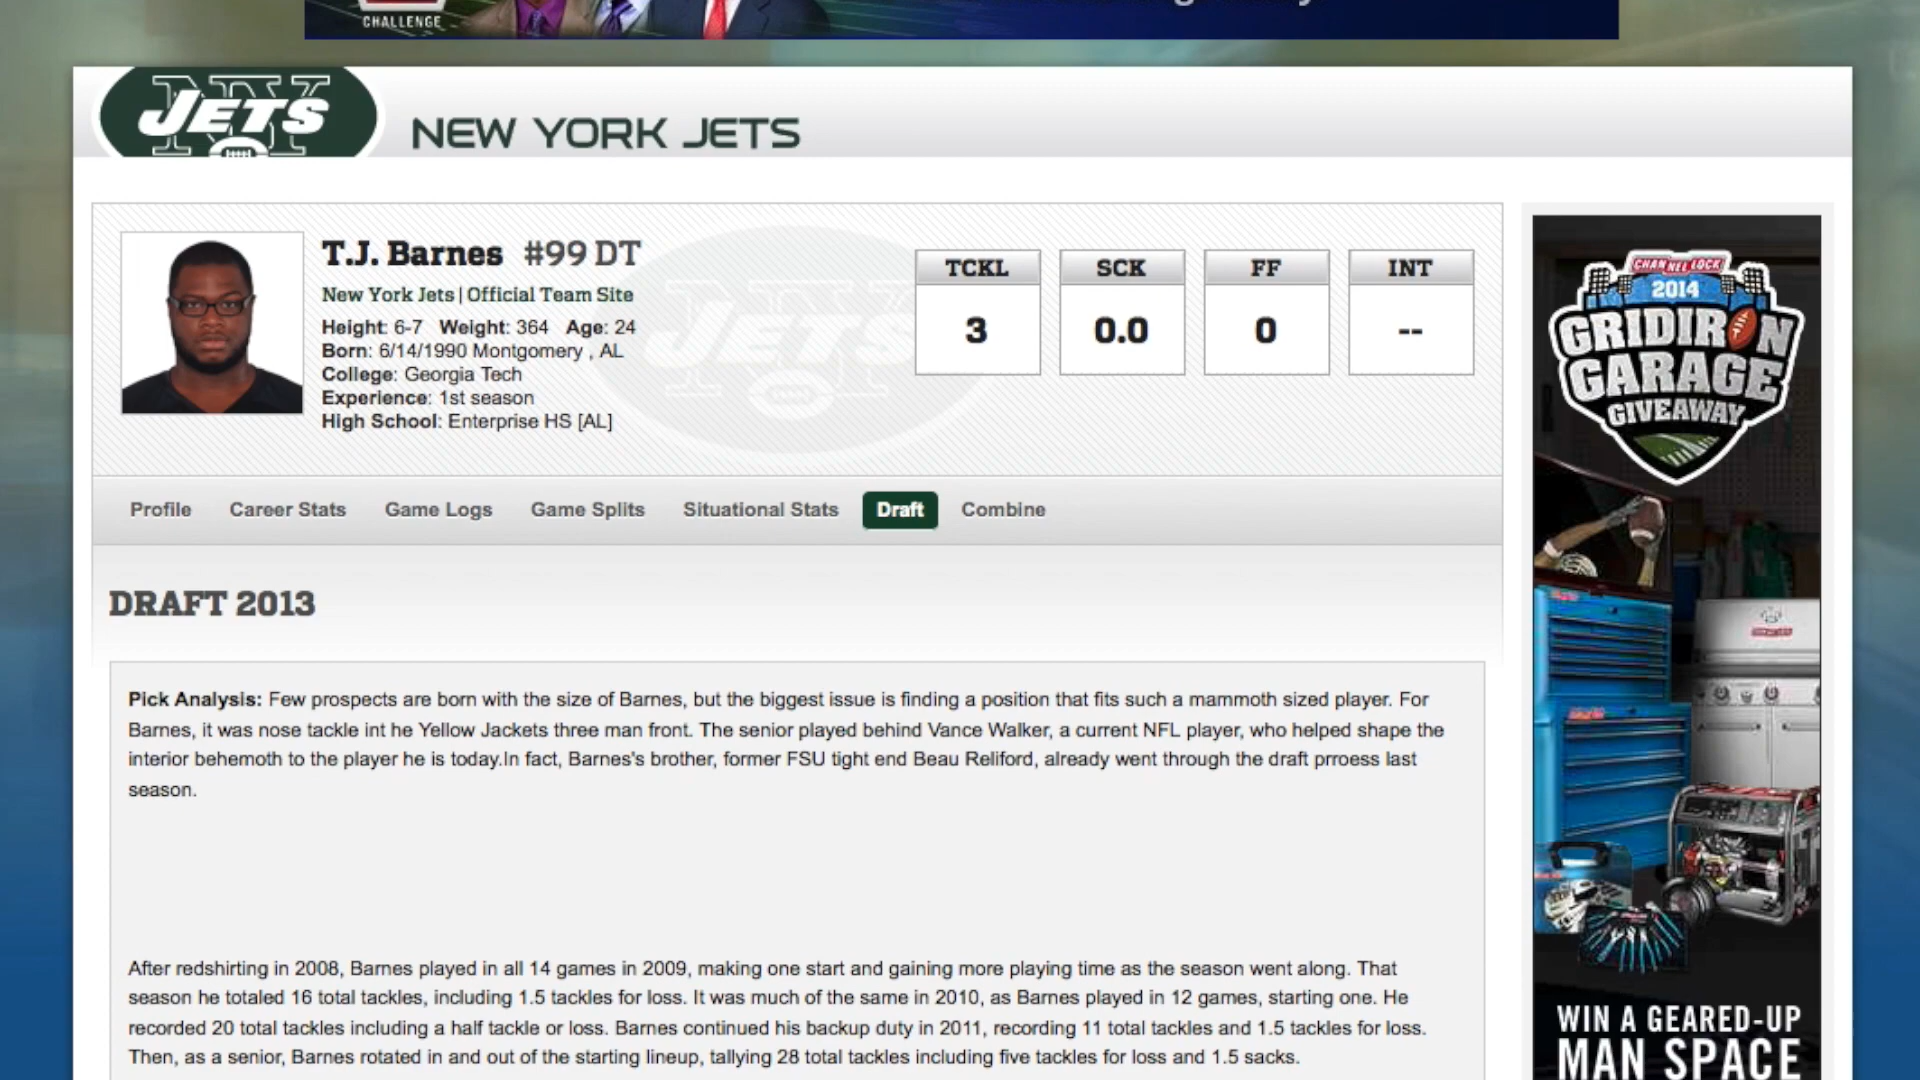 CHALLENGE
NY
JETS
NEW YORK JETS
T.J. Barnes #99 DT
New York Jets | Official Team Site
Height: 6-7 Weight: 364 Age: 24
Born: 6/14/1990 Montgomery , AL
College: Georgia Tech
Experience: 1st season
High School: Enterprise HS [AL]
TCKL SCK FF INT
3 0.0 0 --
Profile Career Stats Game Logs Game Splits Situational Stats Draft Combine
DRAFT 2013
Pick Analysis: Few prospects are born with the size of Barnes, but the biggest issue is finding a position that fits such a mammoth sized player. For
Barnes, it was nose tackle int he Yellow Jackets three man front. The senior played behind Vance Walker, a current NFL player, who helped shape the
interior behemoth to the player he is today.In fact, Barnes's brother, former FSU tight end Beau Reliford, already went through the draft prroess last
season.
After redshirting in 2008, Barnes played in all 14 games in 2009, making one start and gaining more playing time as the season went along. That
season he totaled 16 total tackles, including 1.5 tackles for loss. It was much of the same in 2010, as Barnes played in 12 games, starting one. He
recorded 20 total tackles including a half tackle or loss. Barnes continued his backup duty in 2011, recording 11 total tackles and 1.5 tackles for loss.
Then, as a senior, Barnes rotated in and out of the starting lineup, tallying 28 total tackles including five tackles for loss and 1.5 sacks.
CHANNELLOCK
2014
GRIDIRON
GARAGE
GIVEAWAY
WIN A GEARED-UP
MAN SPACE